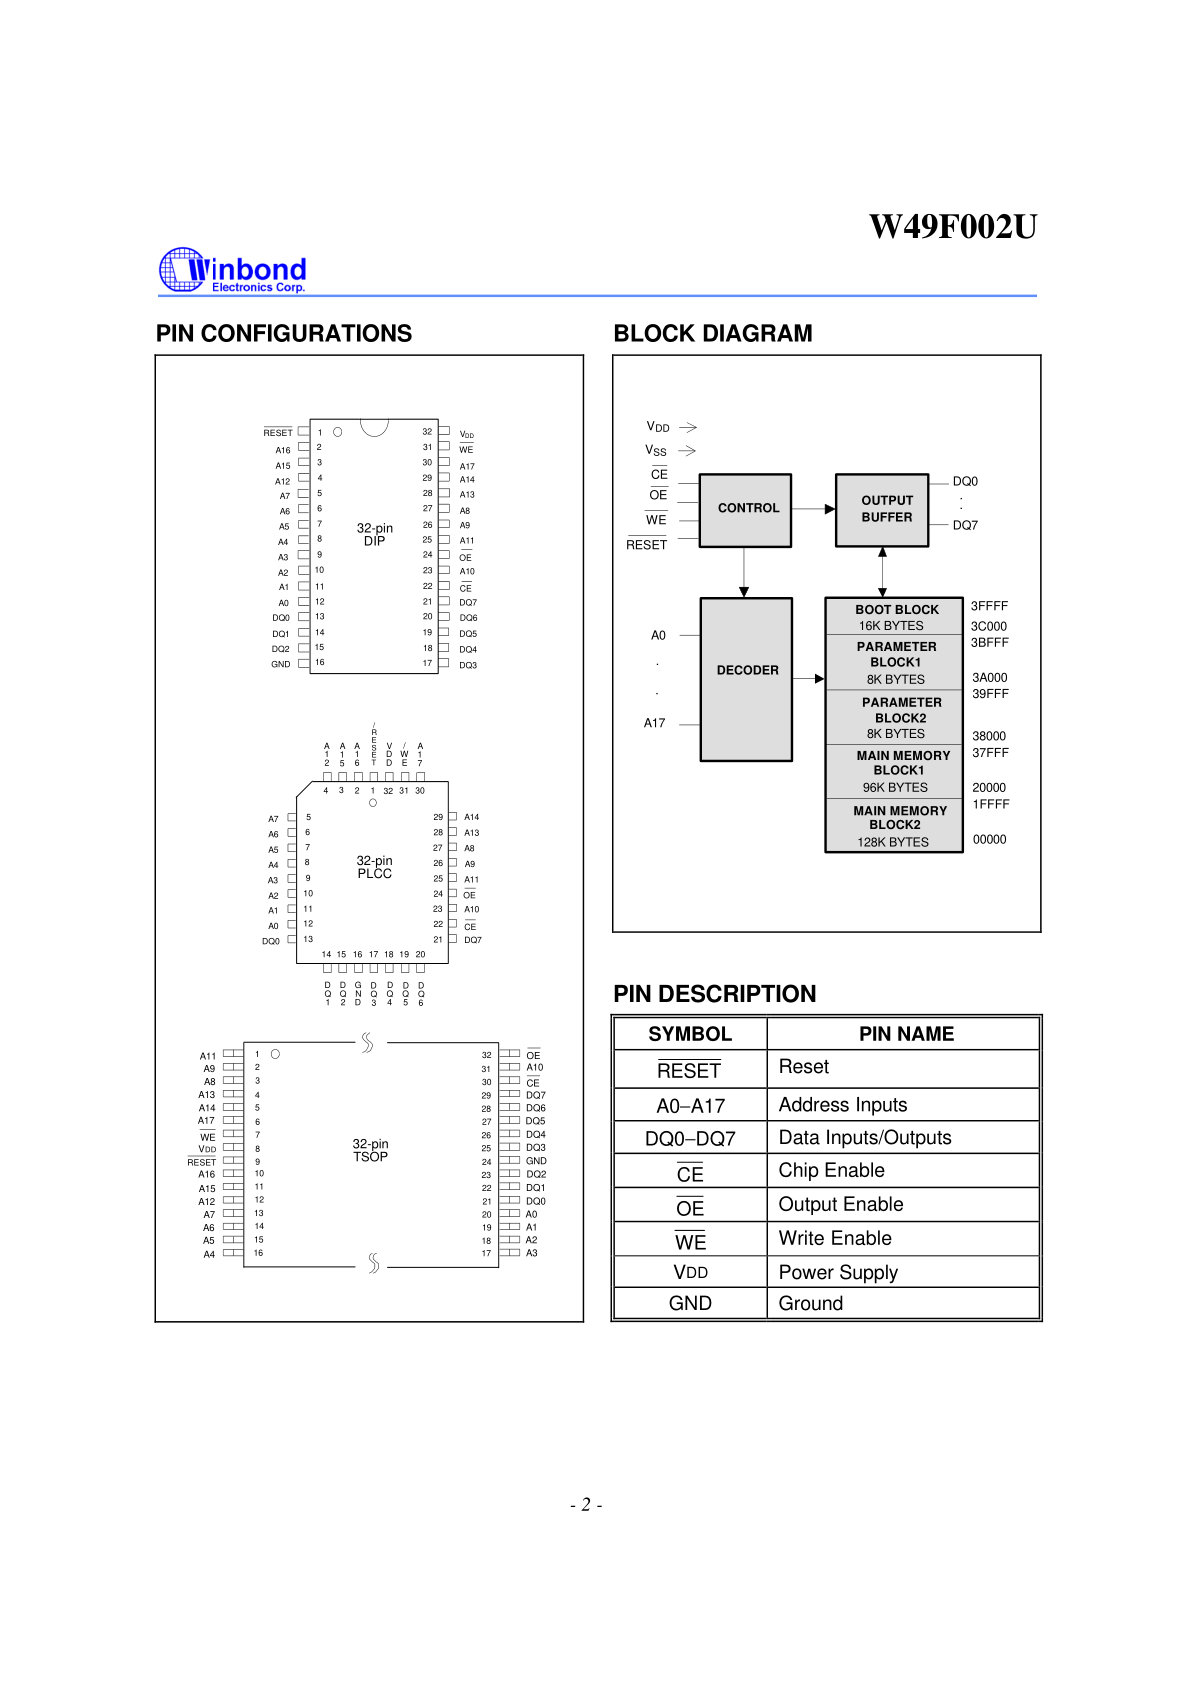 W49F002U
Winbond
Electronics Corp.
PIN CONFIGURATIONS
RESET 1 32 VDD
A16 2 31 WE
A15 3 30 A17
A12 4 29 A14
A7 5 28 A13
A6 6 27 A8
A5 7 26 A9
A4 8 25 A11
A3 9 24 OE
A2 10 23 A10
A1 11 22 CE
A0 12 21 DQ7
DQ0 13 20 DQ6
DQ1 14 19 DQ5
DQ2 15 18 DQ4
GND 16 17 DQ3
32-pin
DIP
A12 A15 A16 /RESET VDD /WE A17
4 3 2 1 32 31 30
A7 5 29 A14
A6 6 28 A13
A5 7 27 A8
A4 8 26 A9
A3 9 25 A11
A2 10 24 OE
A1 11 23 A10
A0 12 22 CE
DQ0 13 21 DQ7
32-pin
PLCC
14 15 16 17 18 19 20
DQ1 DQ2 GND DQ3 DQ4 DQ5 DQ6
A11 1 32 OE
A9 2 31 A10
A8 3 30 CE
A13 4 29 DQ7
A14 5 28 DQ6
A17 6 27 DQ5
WE 7 26 DQ4
VDD 8 25 DQ3
RESET 9 24 GND
A16 10 23 DQ2
A15 11 22 DQ1
A12 12 21 DQ0
A7 13 20 A0
A6 14 19 A1
A5 15 18 A2
A4 16 17 A3
32-pin
TSOP
BLOCK DIAGRAM
VDD
VSS
CE
OE
WE
RESET
CONTROL
OUTPUT
BUFFER
DQ0
.
.
DQ7
A0
.
.
A17
DECODER
BOOT BLOCK 3FFFF
16K BYTES 3C000
PARAMETER 3BFFF
BLOCK1
8K BYTES 3A000
PARAMETER 39FFF
BLOCK2
8K BYTES 38000
MAIN MEMORY 37FFF
BLOCK1
96K BYTES 20000
MAIN MEMORY 1FFFF
BLOCK2
128K BYTES 00000
PIN DESCRIPTION
SYMBOL PIN NAME
RESET Reset
A0−A17 Address Inputs
DQ0−DQ7 Data Inputs/Outputs
CE Chip Enable
OE Output Enable
WE Write Enable
VDD Power Supply
GND Ground
- 2 -